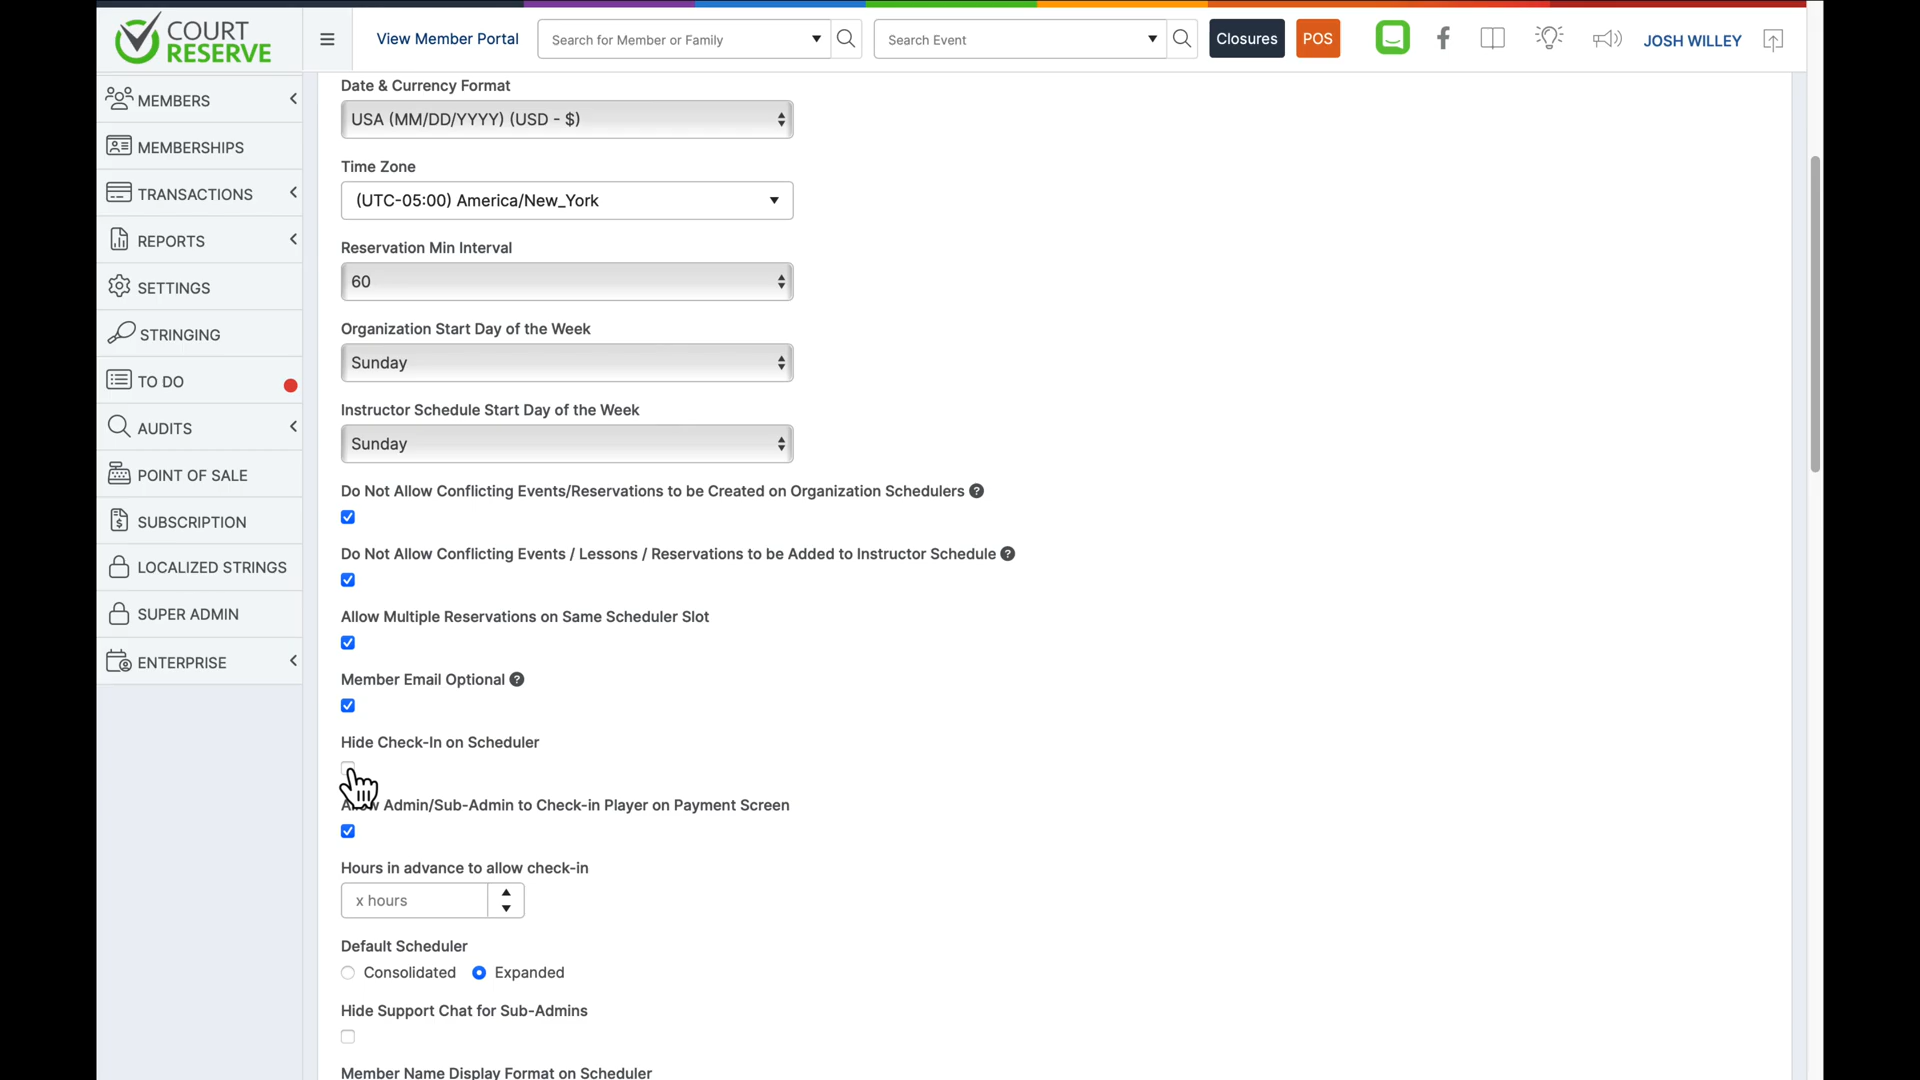 COURT
RESERVE
View Member Portal
Search for Member or Family
Search Event
Closures
POS
JOSH WILLEY
MEMBERS
MEMBERSHIPS
TRANSACTIONS
REPORTS
SETTINGS
STRINGING
TO DO
AUDITS
POINT OF SALE
SUBSCRIPTION
LOCALIZED STRINGS
SUPER ADMIN
ENTERPRISE
Date & Currency Format
USA (MM/DD/YYYY) (USD - $)
Time Zone
(UTC-05:00) America/New_York
Reservation Min Interval
60
Organization Start Day of the Week
Sunday
Instructor Schedule Start Day of the Week
Sunday
Do Not Allow Conflicting Events/Reservations to be Created on Organization Schedulers ?
Do Not Allow Conflicting Events / Lessons / Reservations to be Added to Instructor Schedule ?
Allow Multiple Reservations on Same Scheduler Slot
Member Email Optional ?
Hide Check-In on Scheduler
Allow Admin/Sub-Admin to Check-in Player on Payment Screen
Hours in advance to allow check-in
x hours
Default Scheduler
Consolidated Expanded
Hide Support Chat for Sub-Admins
Member Name Display Format on Scheduler